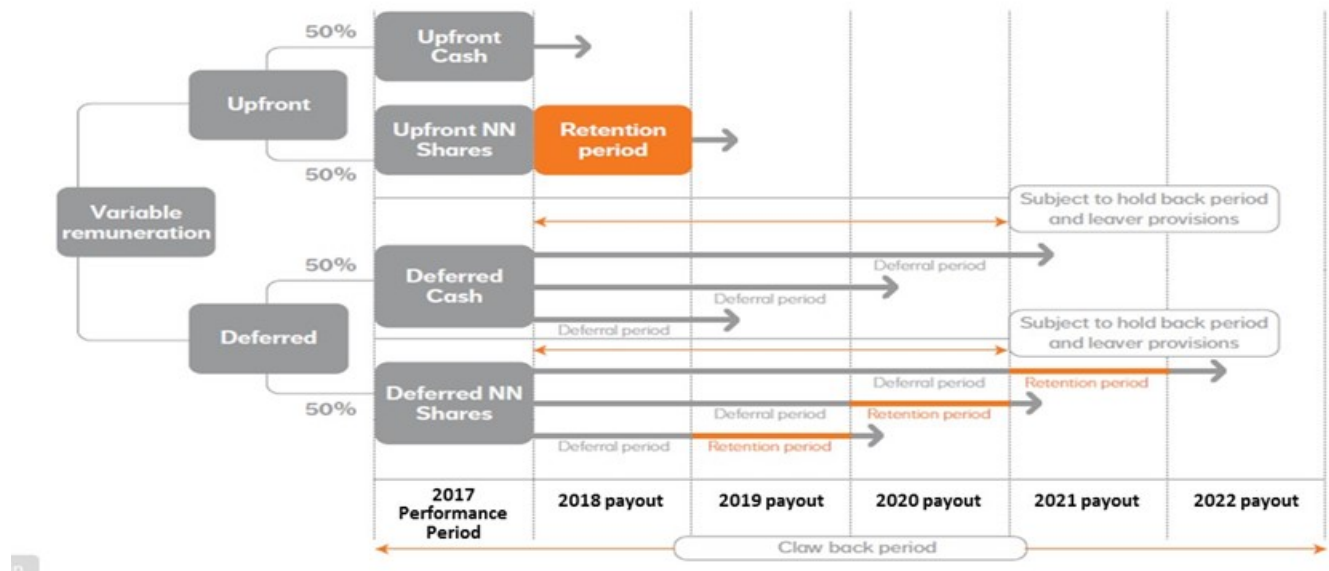 50%
Upfront
Cash
Upfront
Upfront NN
Shares
Retention
period
50%
Variable
remuneration
Subject to hold back period
and leaver provisions
50%
Deferred
Cash
Deferral period
Deferral period
Deferral period
Deferred
Subject to hold back period
and leaver provisions
50%
Deferred NN
Shares
Deferral period
Retention period
Deferral period
Retention period
Deferral period
Retention period
2017
Performance
Period
2018 payout
2019 payout
2020 payout
2021 payout
2022 payout
Claw back period